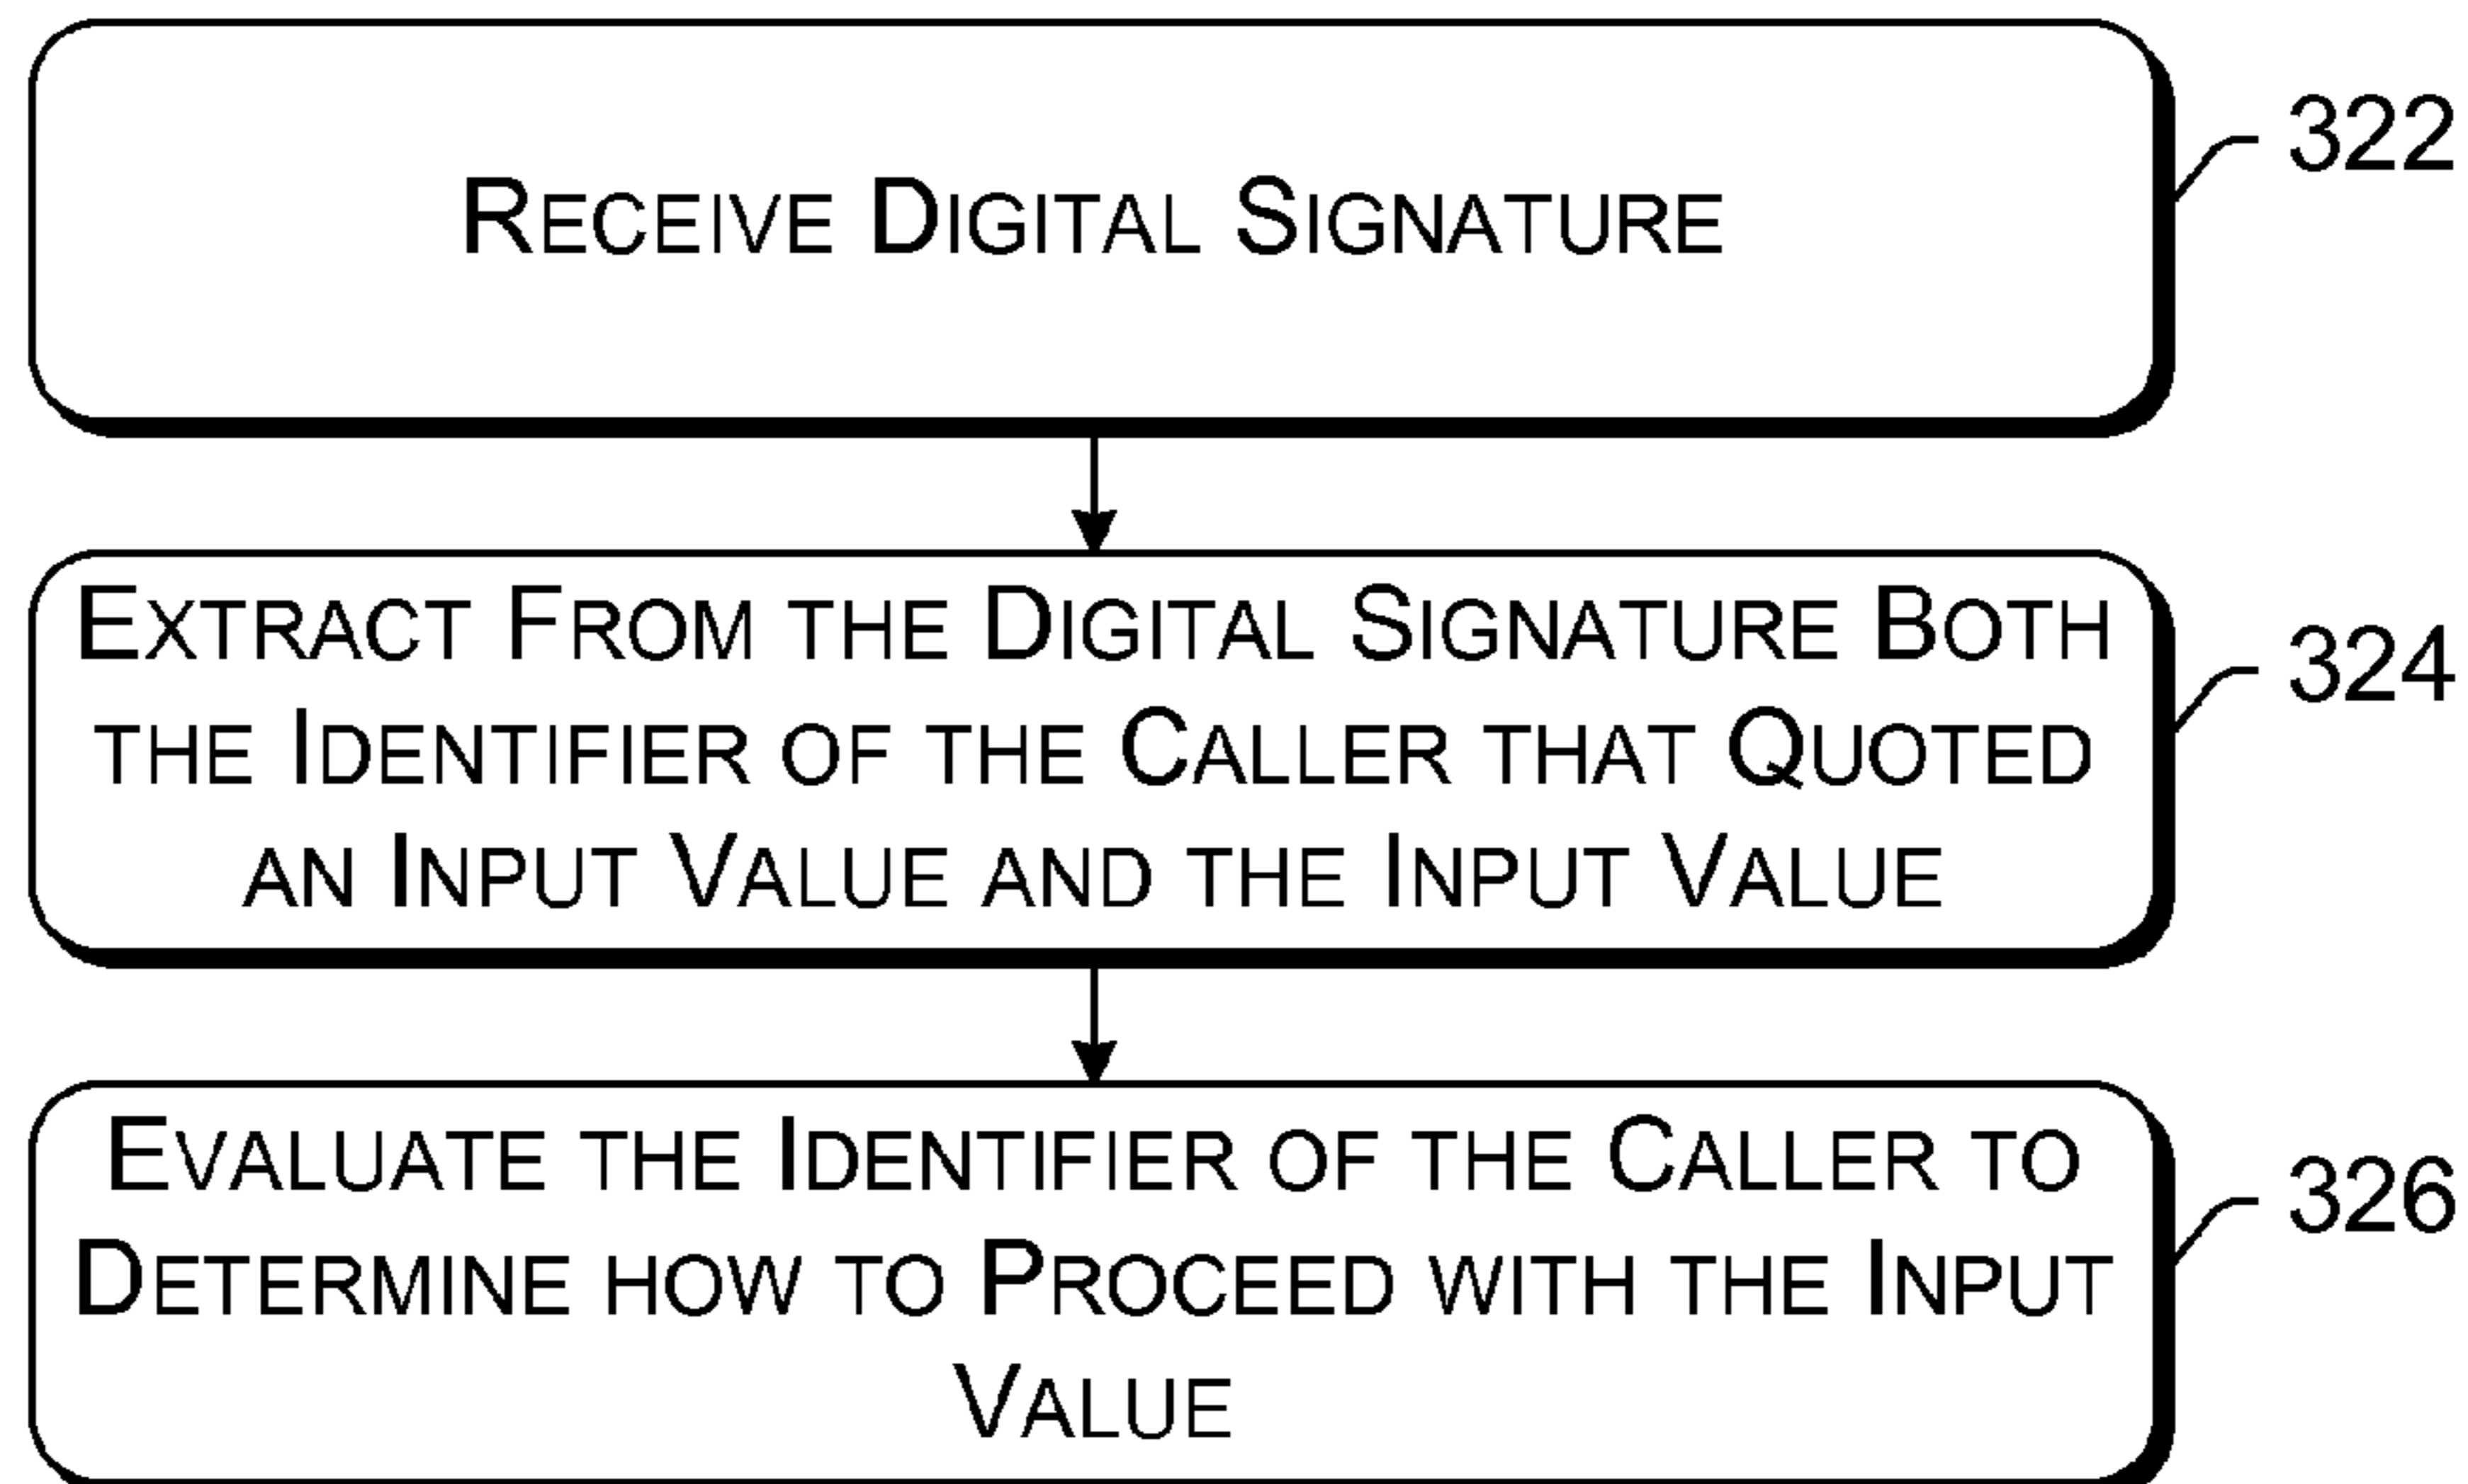 RECEIVE DIGITAL SIGNATURE
322
EXTRACT FROM THE DIGITAL SIGNATURE BOTH
THE IDENTIFIER OF THE CALLER THAT QUOTED
AN INPUT VALUE AND THE INPUT VALUE
324
EVALUATE THE IDENTIFIER OF THE CALLER TO
DETERMINE HOW TO PROCEED WITH THE INPUT
VALUE
326